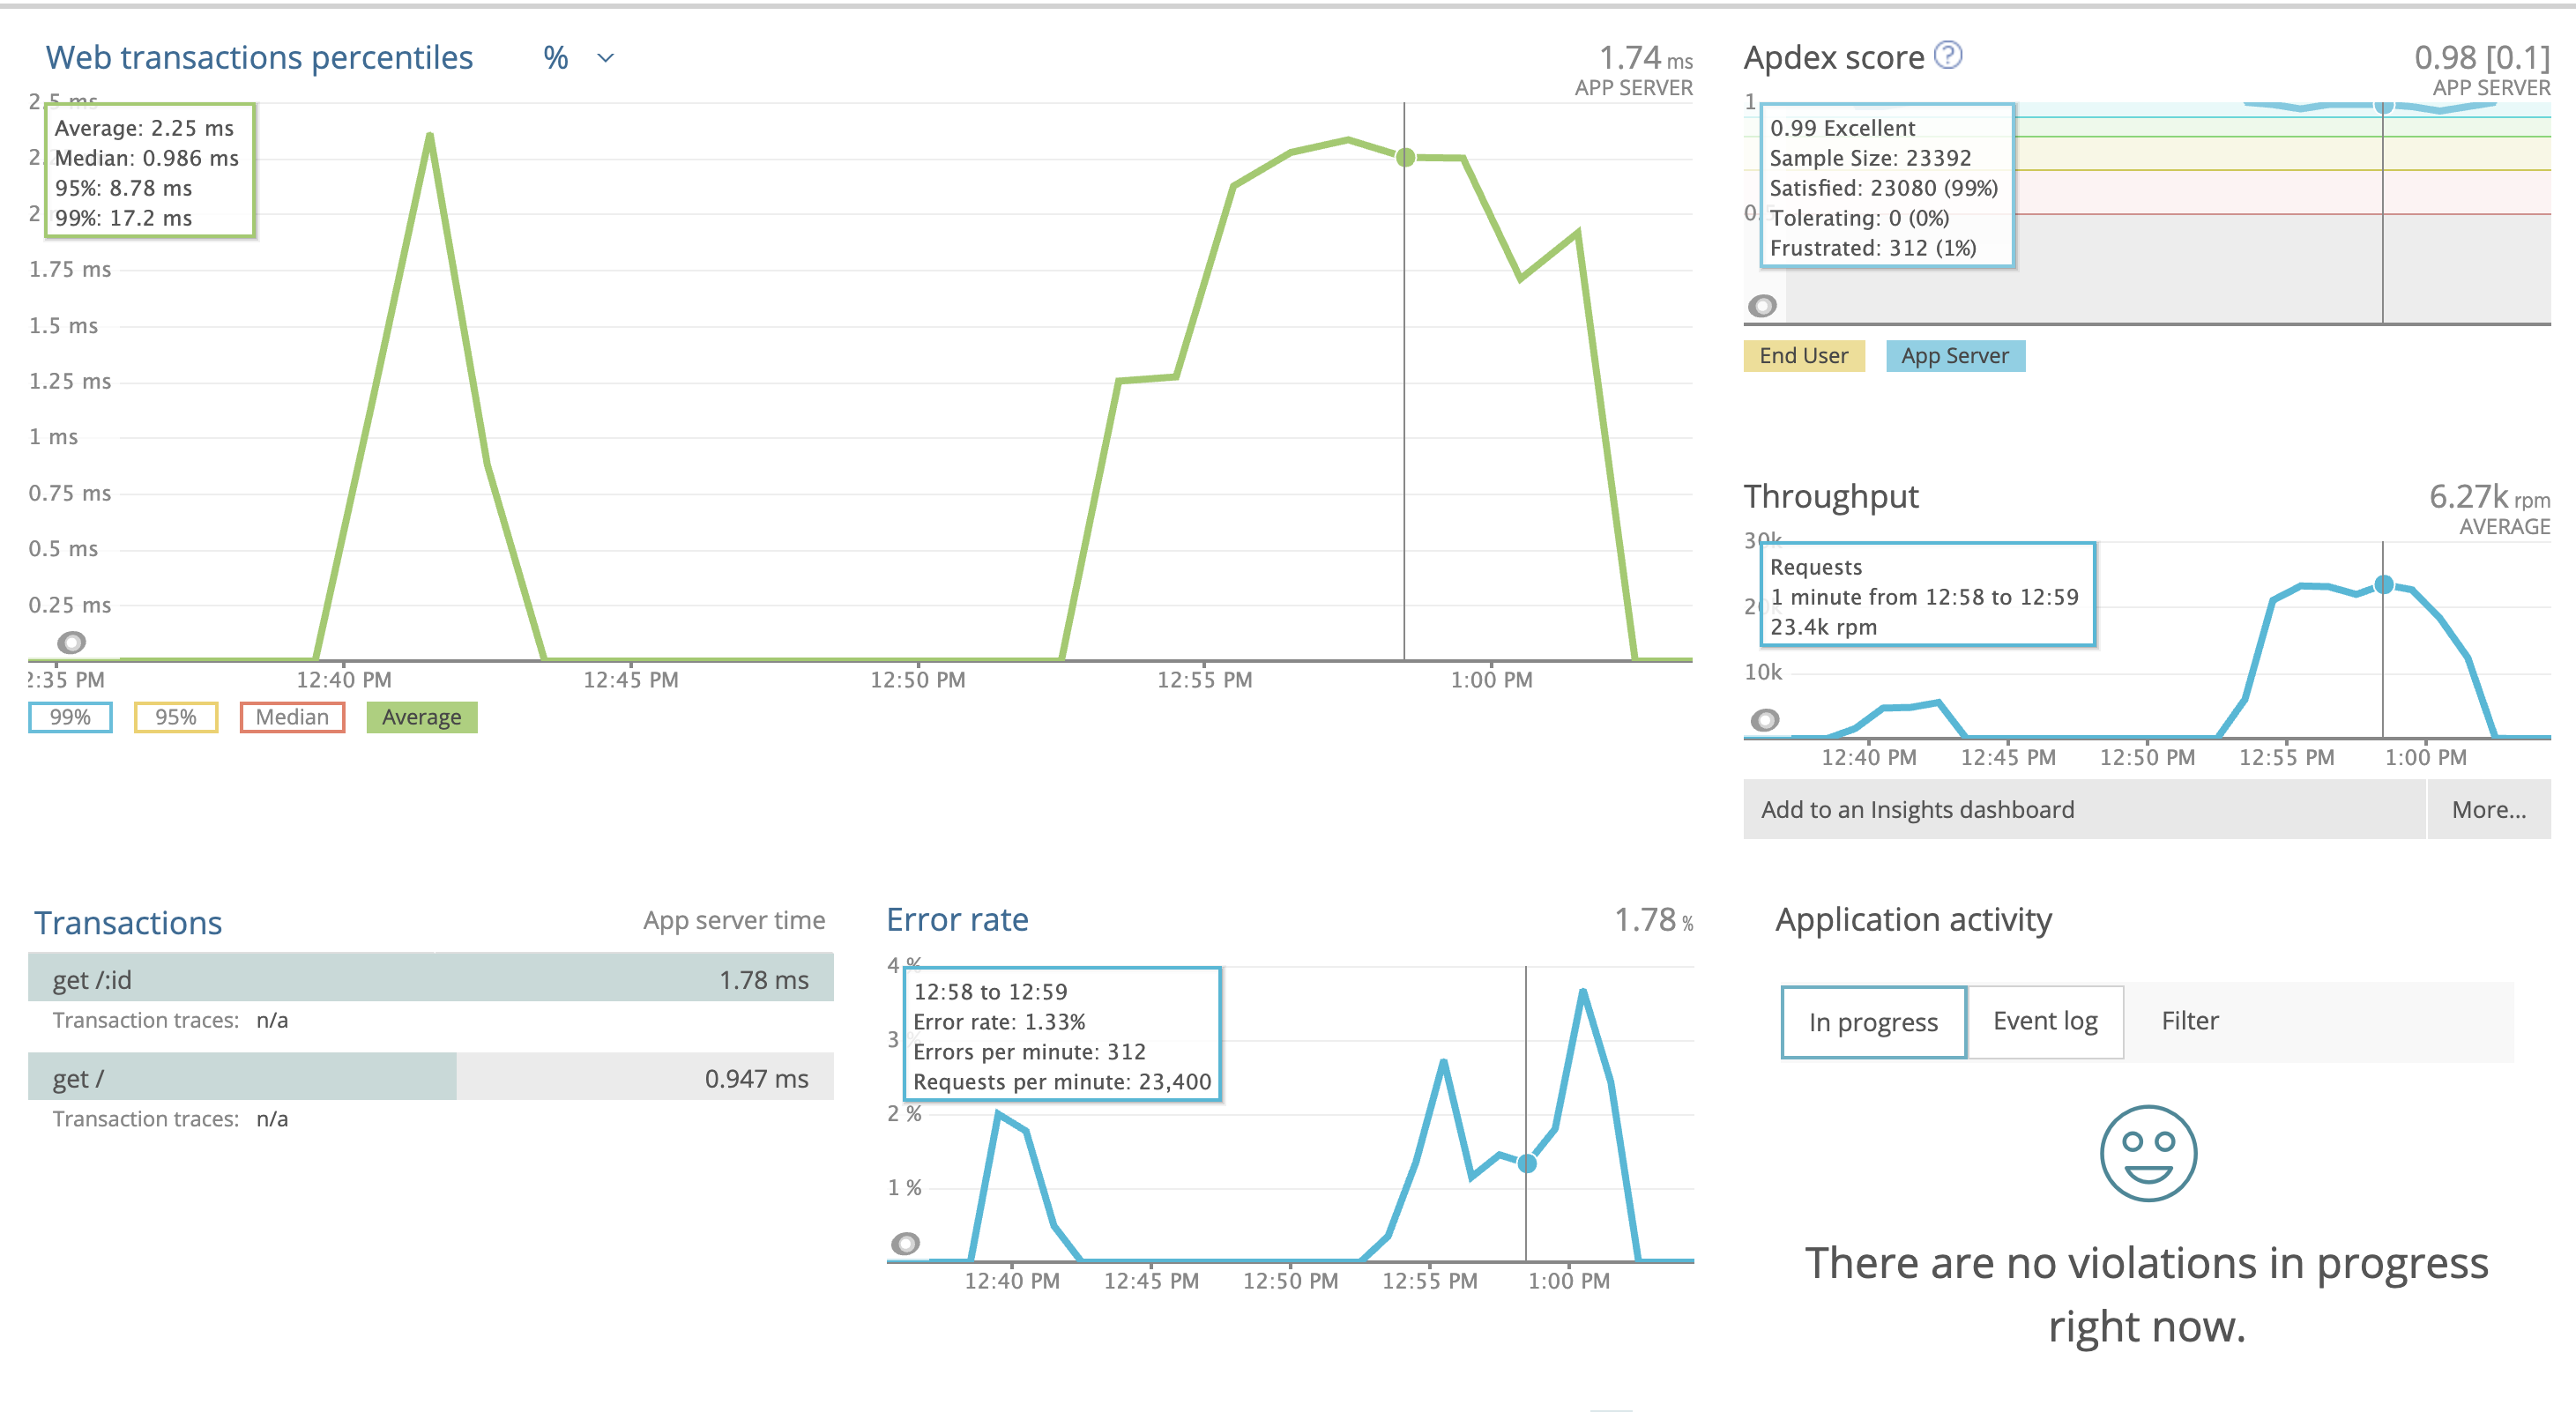 Web transactions percentiles
%
1.74 ms
APP SERVER
2.5 ms
Average: 2.25 ms
Median: 0.986 ms
95%: 8.78 ms
99%: 17.2 ms
2
1.75 ms
1.5 ms
1.25 ms
1 ms
0.75 ms
0.5 ms
0.25 ms
2:35 PM
12:40 PM
12:45 PM
12:50 PM
12:55 PM
1:00 PM
99%
95%
Median
Average
Apdex score ?
0.98 [0.1]
APP SERVER
1
0.99 Excellent
Sample Size: 23392
Satisfied: 23080 (99%)
Tolerating: 0 (0%)
Frustrated: 312 (1%)
0.5
End User
App Server
Throughput
6.27k rpm
AVERAGE
30k
Requests
1 minute from 12:58 to 12:59
23.4k rpm
20k
10k
12:40 PM
12:45 PM
12:50 PM
12:55 PM
1:00 PM
Add to an Insights dashboard
More...
Transactions
App server time
get /:id
1.78 ms
Transaction traces: n/a
get /
0.947 ms
Transaction traces: n/a
Error rate
1.78 %
4 %
12:58 to 12:59
Error rate: 1.33%
Errors per minute: 312
Requests per minute: 23,400
3 %
2 %
1 %
12:40 PM
12:45 PM
12:50 PM
12:55 PM
1:00 PM
Application activity
In progress
Event log
Filter
There are no violations in progress
right now.